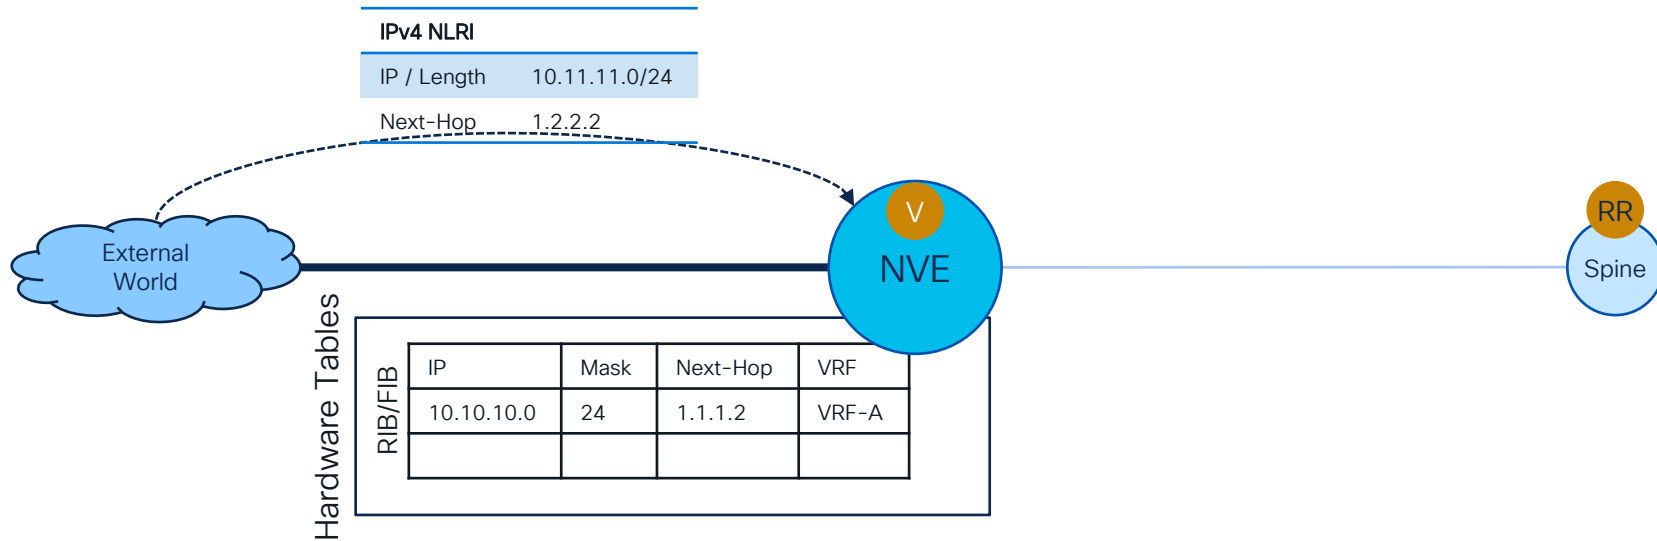 IPv4 NLRI
IP / Length 10.11.11.0/24
Next-Hop 1.2.2.2
External
World
V
NVE
RR
Spine
Hardware Tables
RIB/FIB
IP Mask Next-Hop VRF
10.10.10.0 24 1.1.1.2 VRF-A